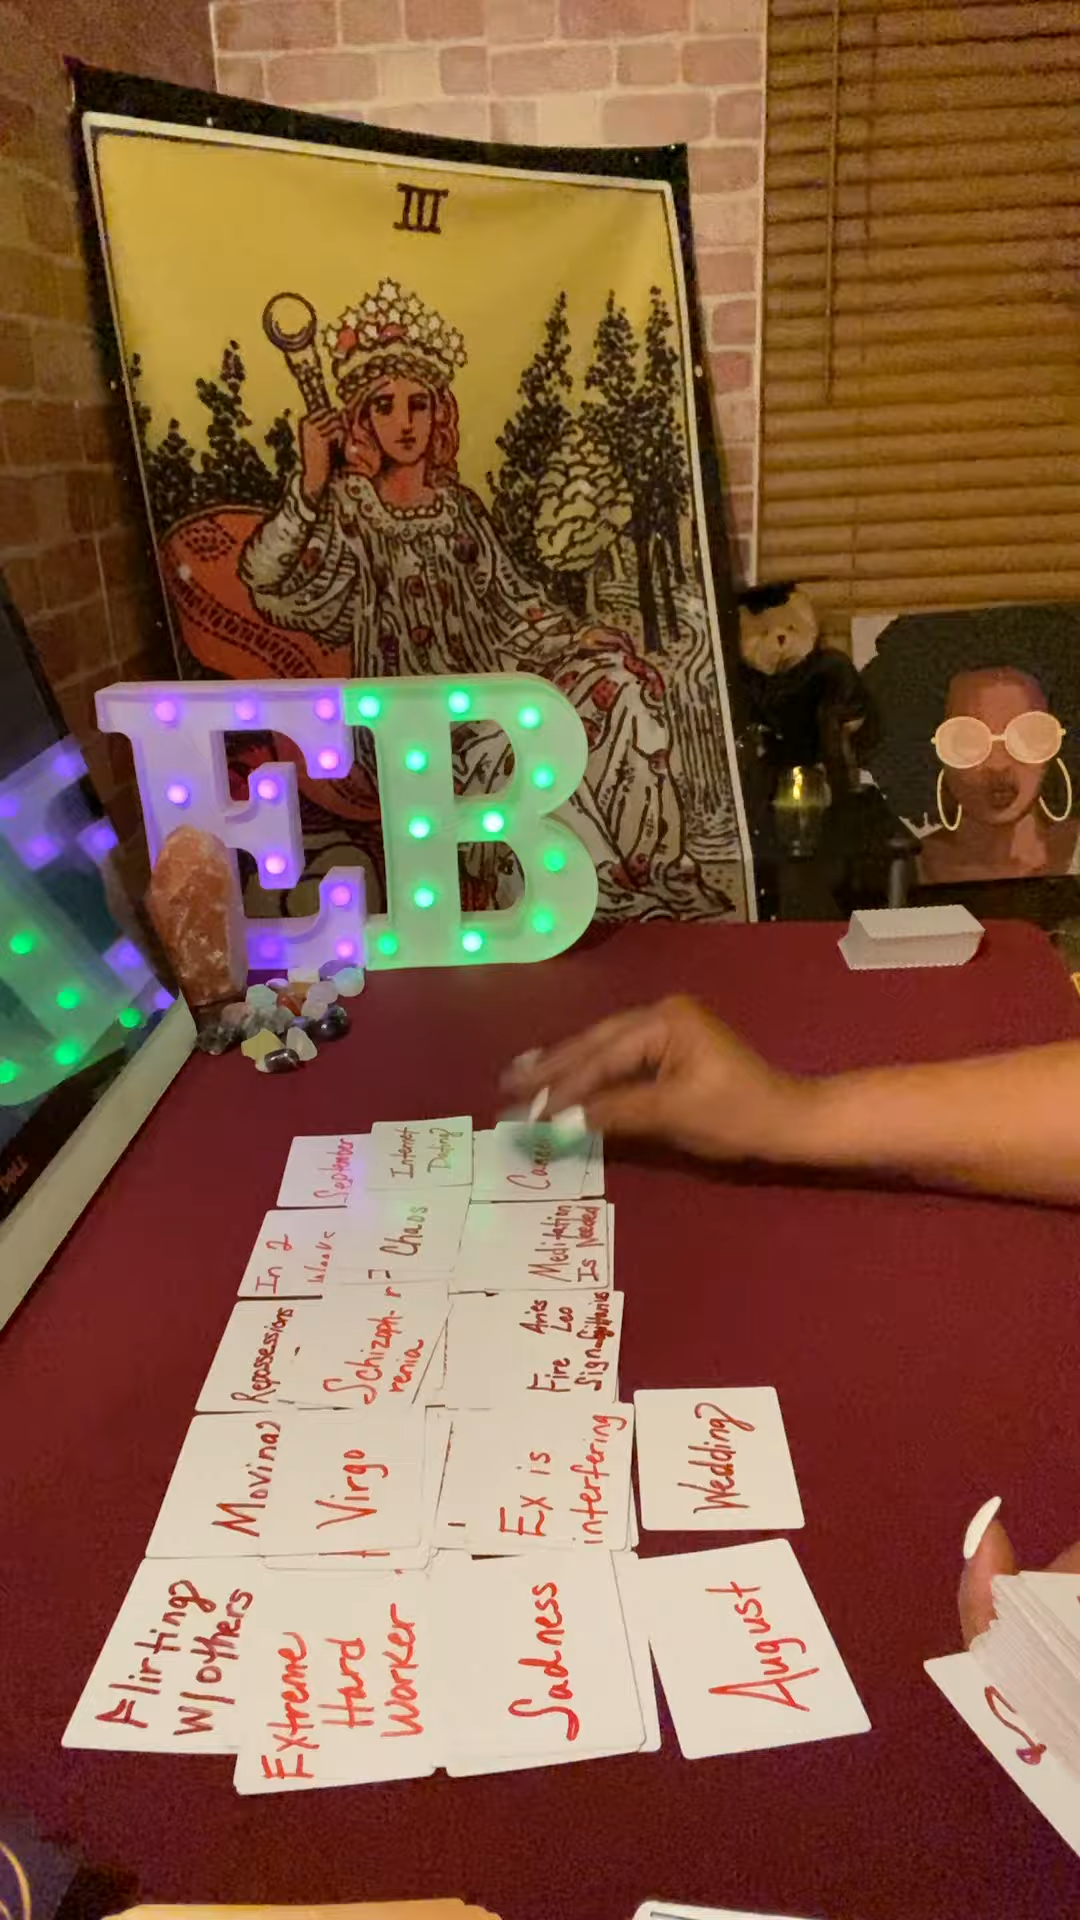 III
EB
September
Internet
Dating?
In 2
Chaos
Meditation
Is Needed
Repossessions
Schizoph-
renia
Aries
Fire Leo
Sign Sagittarius
Moving?
Virgo
Ex is
interfering
Wedding?
Flirting?
W/others
Extreme
Hard
Worker
Sadness
August